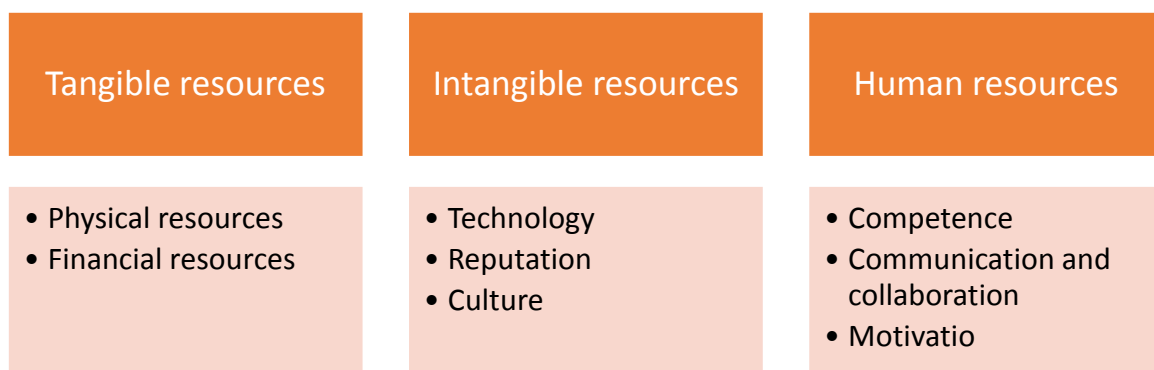 Tangible resources
• Physical resources
• Financial resources
Intangible resources
• Technology
• Reputation
• Culture
Human resources
• Competence
• Communication and
collaboration
• Motivatio